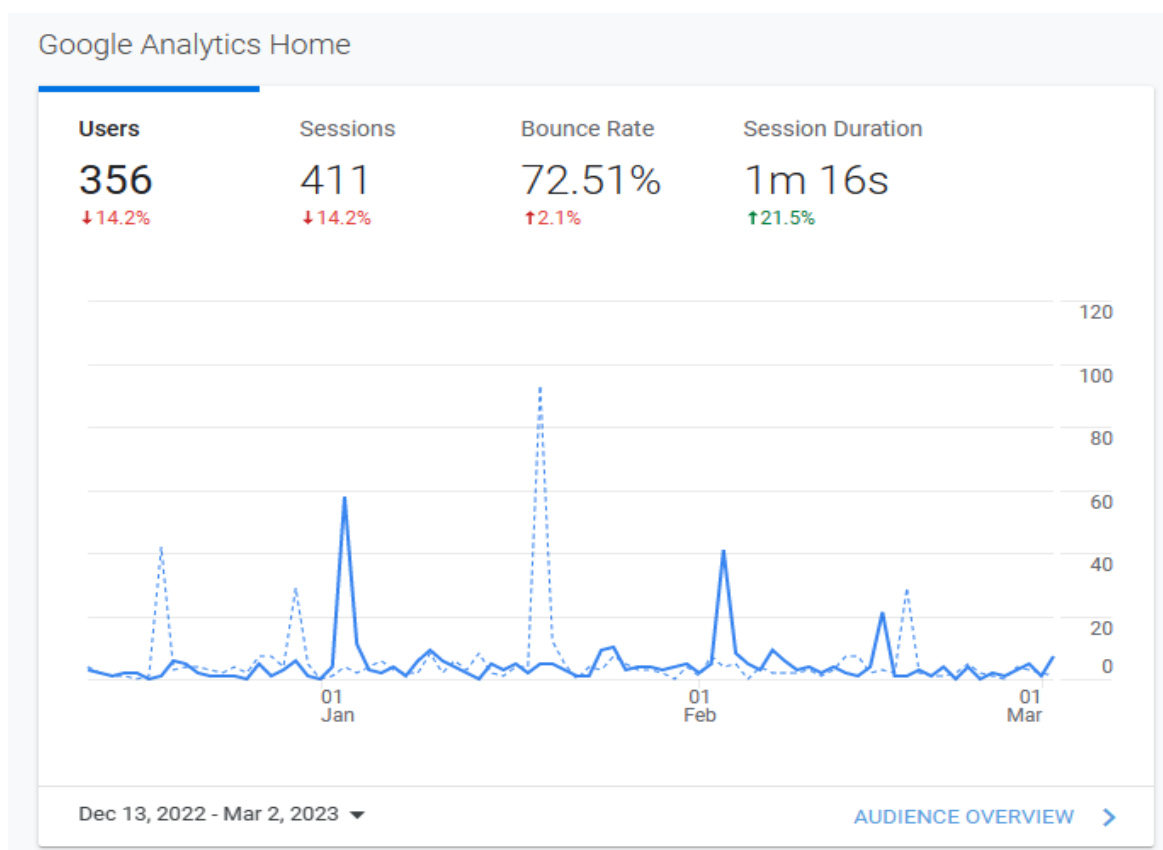 Google Analytics Home
Users Sessions Bounce Rate Session Duration
356 411 72.51% 1m 16s
↓14.2% ↓14.2% ↑2.1% ↑21.5%
120
100
80
60
40
20
0
01 01 01
Jan Feb Mar
Dec 13, 2022 - Mar 2, 2023
AUDIENCE OVERVIEW